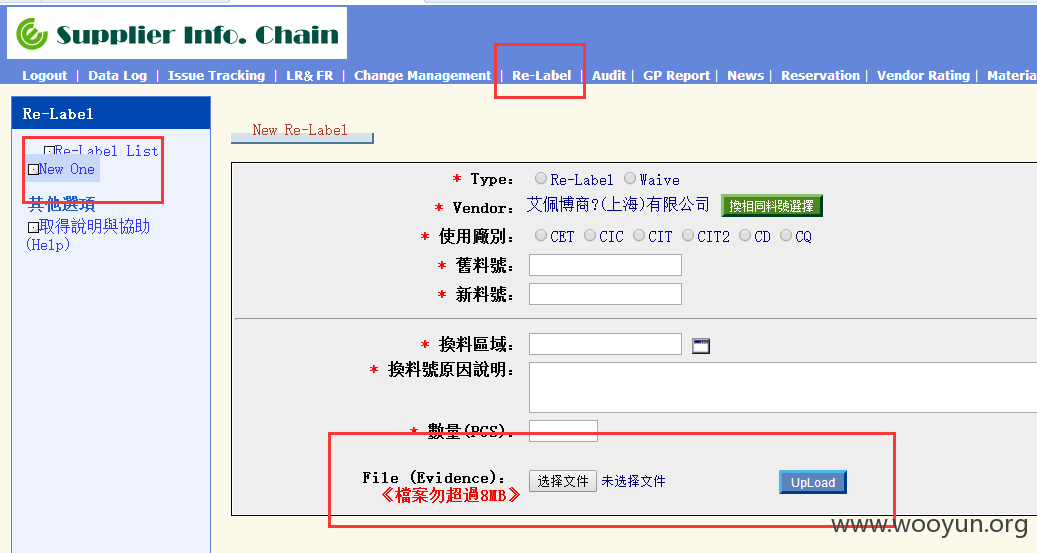 Supplier Info. Chain
Logout | Data Log | Issue Tracking | LR& FR | Change Management | Re-Label | Audit | GP Report | News | Reservation | Vendor Rating | Materia
Re-Label
Re-Label List
New One
其他選項
取得說明與協助
(Help)
New Re-Label
* Type: Re-Label Waive
* Vendor: 艾佩博商?(上海)有限公司 換相同料號選擇
* 使用廠別: CET CIC CIT CIT2 CD CQ
* 舊料號:
* 新料號:
* 換料區域:
* 換料號原因說明:
* 數量(PCS):
File (Evidence): 选择文件 未选择文件 UpLoad
《檔案勿超過8MB》
www.wooyun.org